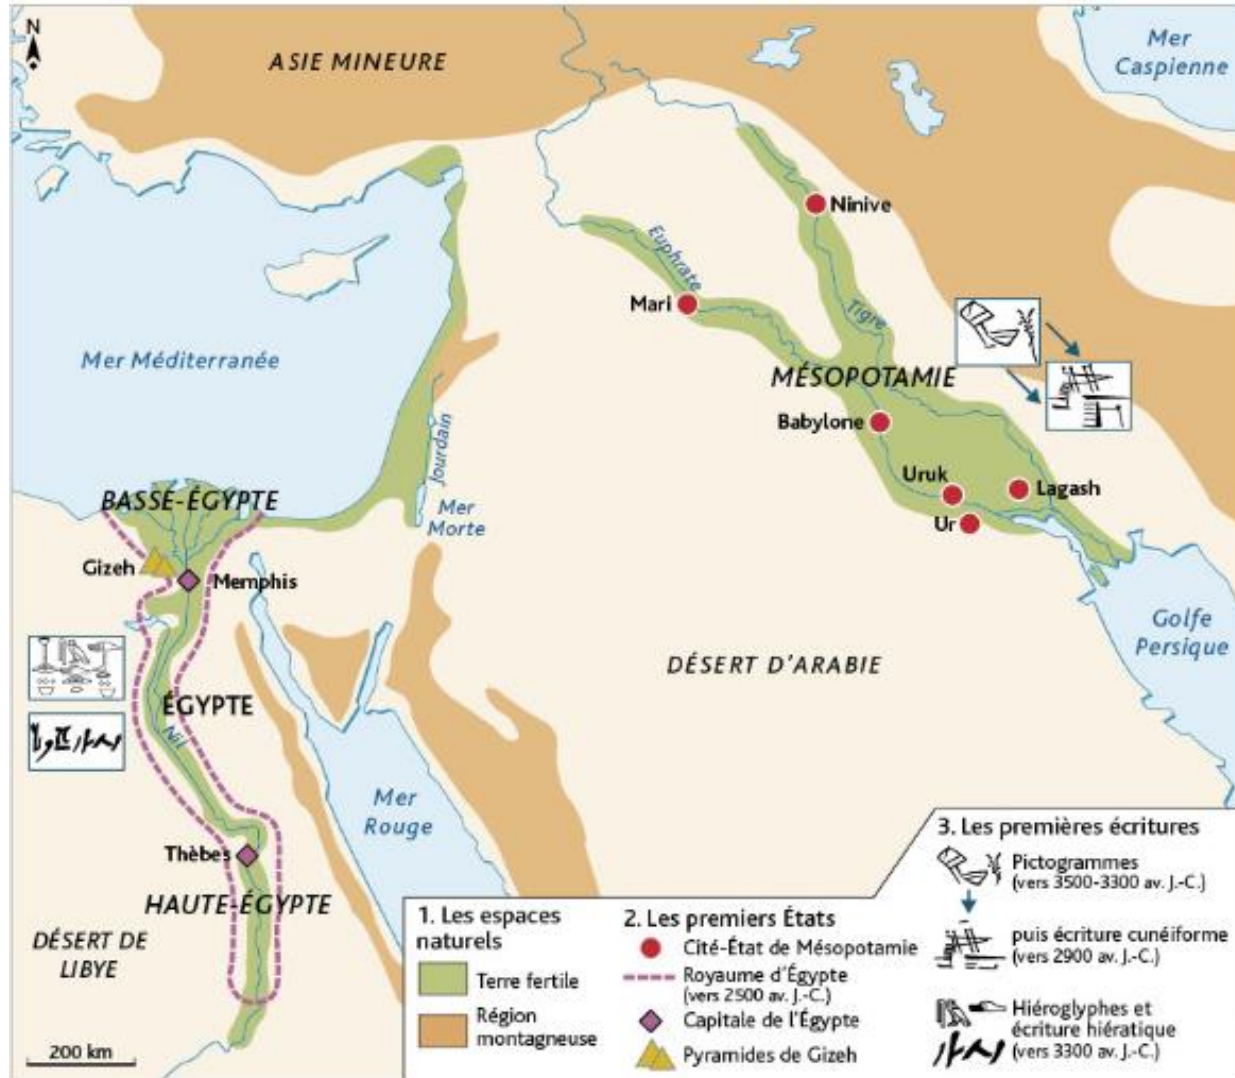 N
ASIE MINEURE
Mer
Caspienne
Ninive
Euphrate
Mari
Tigre
Mer Méditerranée
MÉSOPOTAMIE
Babylone
Jourdain
Uruk
Lagash
BASSE-ÉGYPTE
Mer
Morte
Ur
Gizeh
Memphis
Golfe
Persique
DÉSERT D'ARABIE
ÉGYPTE
Nil
Mer
Rouge
Thèbes
HAUTE-ÉGYPTE
DÉSERT DE
LIBYE
200 km
1. Les espaces
naturels
Terre fertile
Région
montagneuse
2. Les premiers États
Cité-État de Mésopotamie
Royaume d'Égypte
(vers 2500 av. J.-C.)
Capitale de l'Égypte
Pyramides de Gizeh
3. Les premières écritures
Pictogrammes
(vers 3500-3300 av. J.-C.)
puis écriture cunéiforme
(vers 2900 av. J.-C.)
Hiéroglyphes et
écriture hiératique
(vers 3300 av. J.-C.)